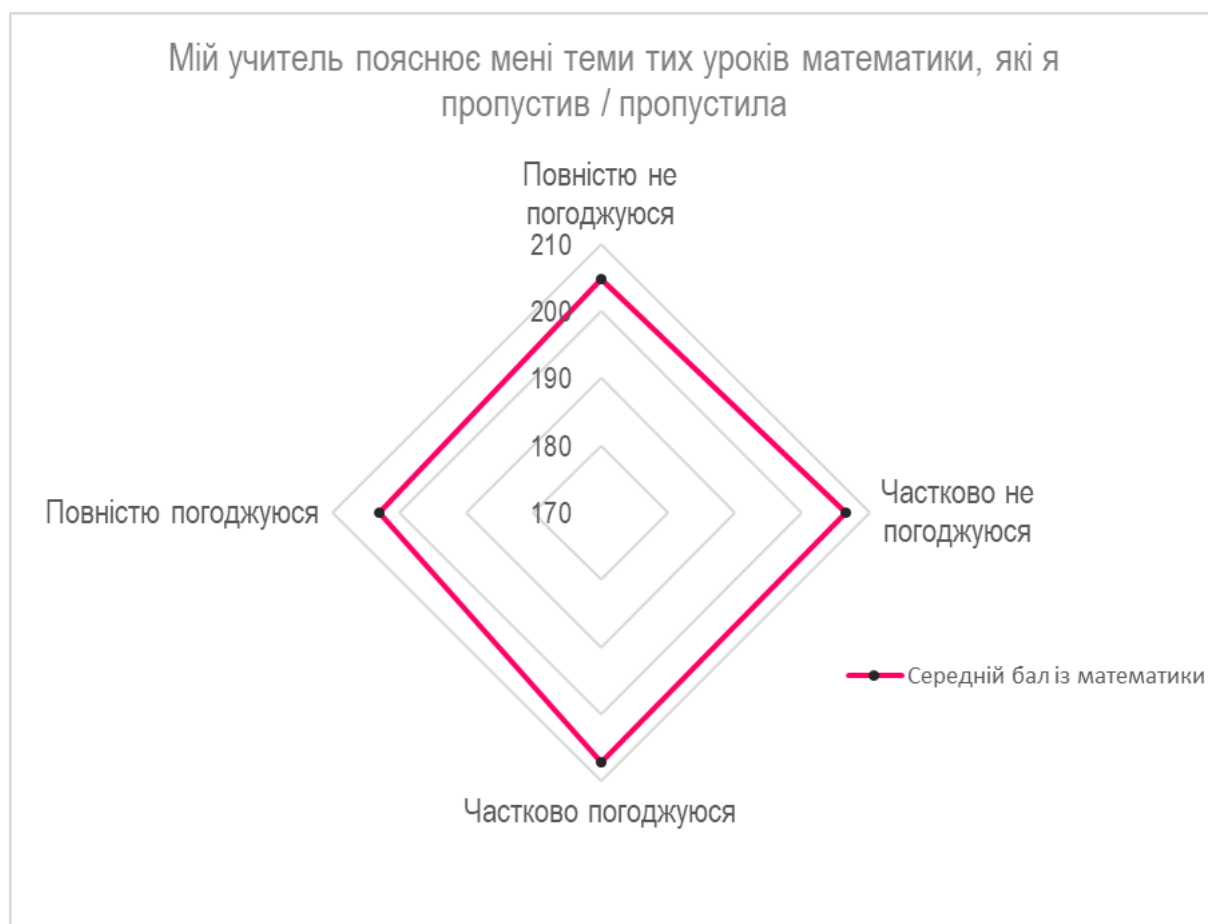 Мій учитель пояснює мені теми тих уроків математики, які я
пропустив / пропустила
Повністю не
погоджуюся
210
200
190
180
170
Частково не
погоджуюся
Повністю погоджуюся
Середній бал із математики
Частково погоджуюся